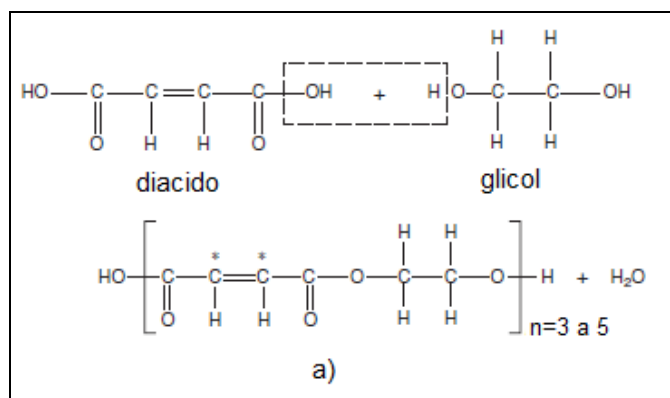 HO C C C C OH + H O C C OH
H H
O H H O H H
diacido glicol
H H
* *
HO C C C C O C C O H + H₂O
O H H O H H
n=3 a 5
a)